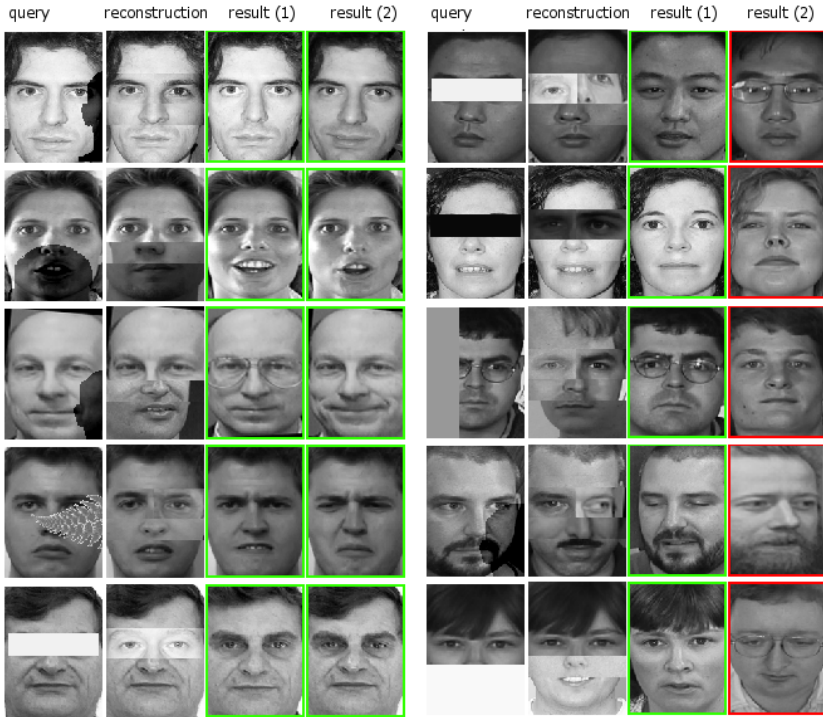 query reconstruction result (1) result (2) query reconstruction result (1) result (2)